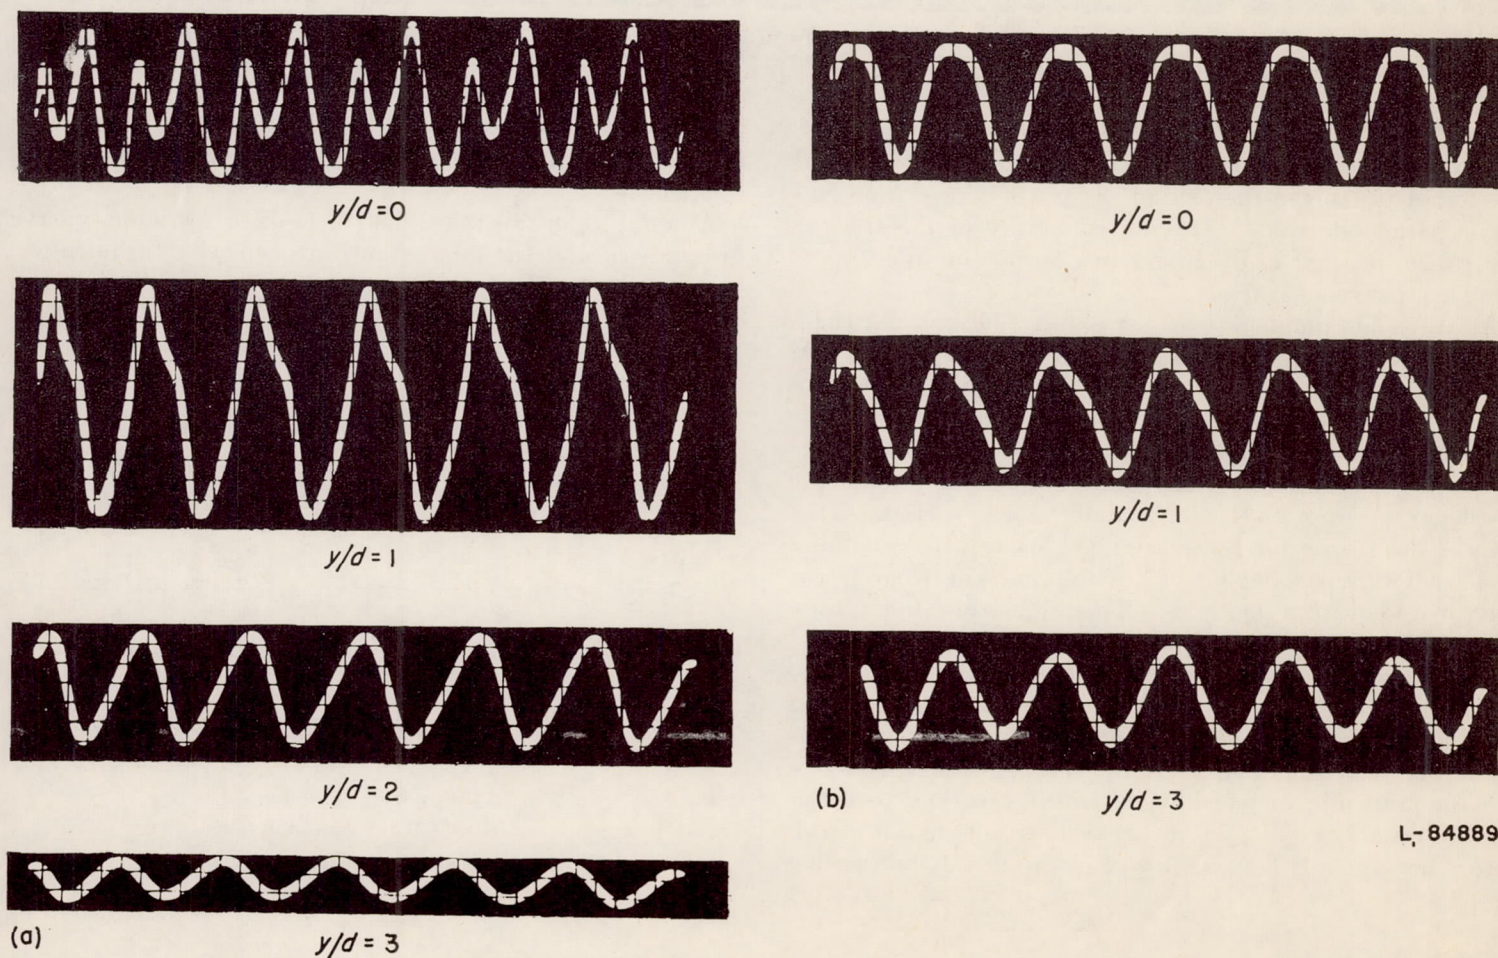 y/d = 0
y/d = 1
y/d = 2
y/d = 3
(a)
y/d = 0
y/d = 1
y/d = 3
(b)
L-84889